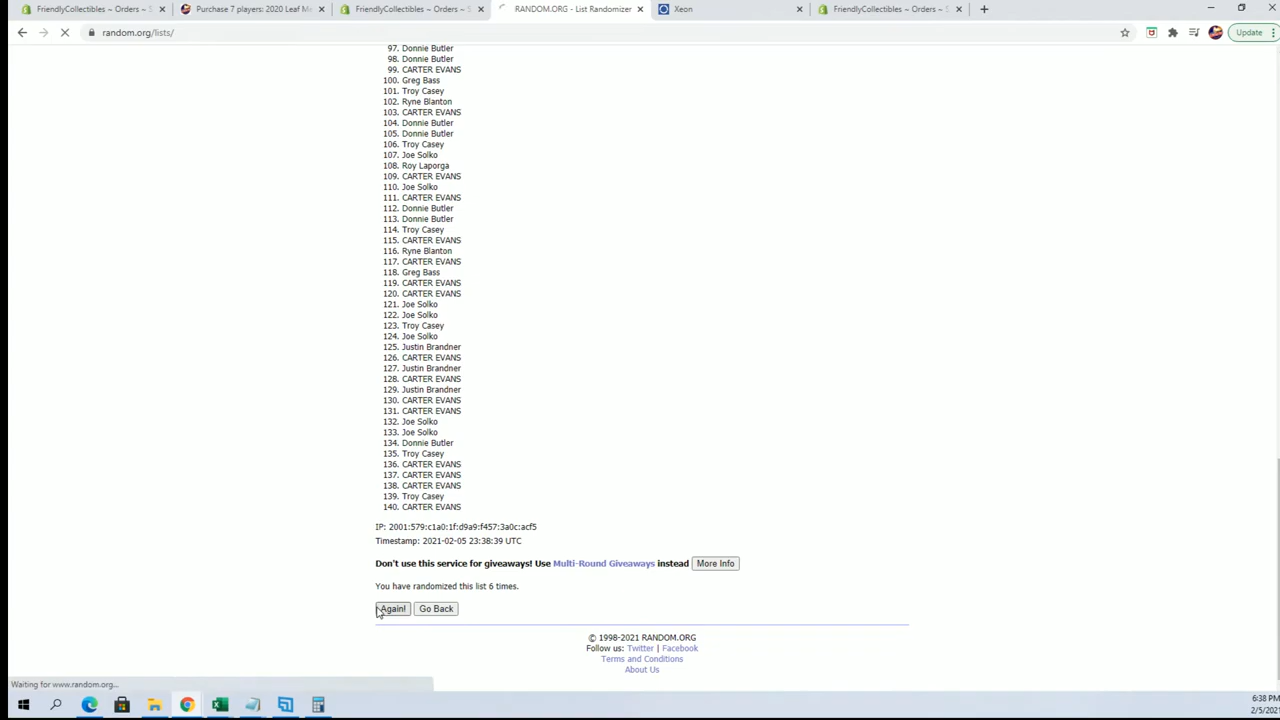 FriendlyCollectibles ~ Orders ~ S
Purchase 7 players: 2020 Leaf M
FriendlyCollectibles ~ Orders ~ S
RANDOM.ORG - List Randomizer
Xeon
FriendlyCollectibles ~ Orders ~ S
random.org/lists/
Update
97. Donnie Butler
98. Donnie Butler
99. CARTER EVANS
100. Greg Bass
101. Troy Casey
102. Ryne Blanton
103. CARTER EVANS
104. Donnie Butler
105. Donnie Butler
106. Troy Casey
107. Joe Solko
108. Roy Laporga
109. CARTER EVANS
110. Joe Solko
111. CARTER EVANS
112. Donnie Butler
113. Donnie Butler
114. Troy Casey
115. CARTER EVANS
116. Ryne Blanton
117. CARTER EVANS
118. Greg Bass
119. CARTER EVANS
120. CARTER EVANS
121. Joe Solko
122. Joe Solko
123. Troy Casey
124. Joe Solko
125. Justin Brandner
126. CARTER EVANS
127. Justin Brandner
128. CARTER EVANS
129. Justin Brandner
130. CARTER EVANS
131. CARTER EVANS
132. Joe Solko
133. Joe Solko
134. Donnie Butler
135. Troy Casey
136. CARTER EVANS
137. CARTER EVANS
138. CARTER EVANS
139. Troy Casey
140. CARTER EVANS
IP: 2001:579:c1a0:1f:d9a9:f457:3a0c:acf5
Timestamp: 2021-02-05 23:38:39 UTC
Don't use this service for giveaways! Use Multi-Round Giveaways instead More Info
You have randomized this list 6 times.
Again! Go Back
© 1998-2021 RANDOM.ORG
Follow us: Twitter | Facebook
Terms and Conditions
About Us
Waiting for www.random.org...
6:38 PM
2/5/2021